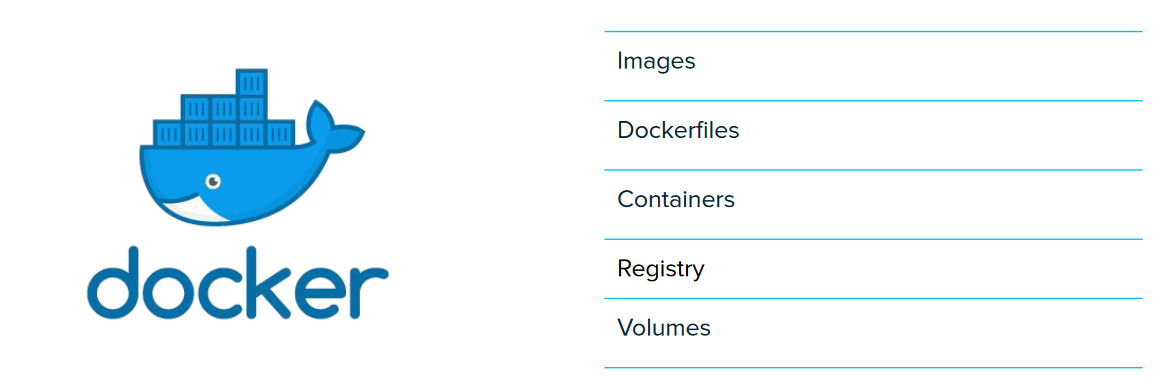 docker
Images
Dockerfiles
Containers
Registry
Volumes